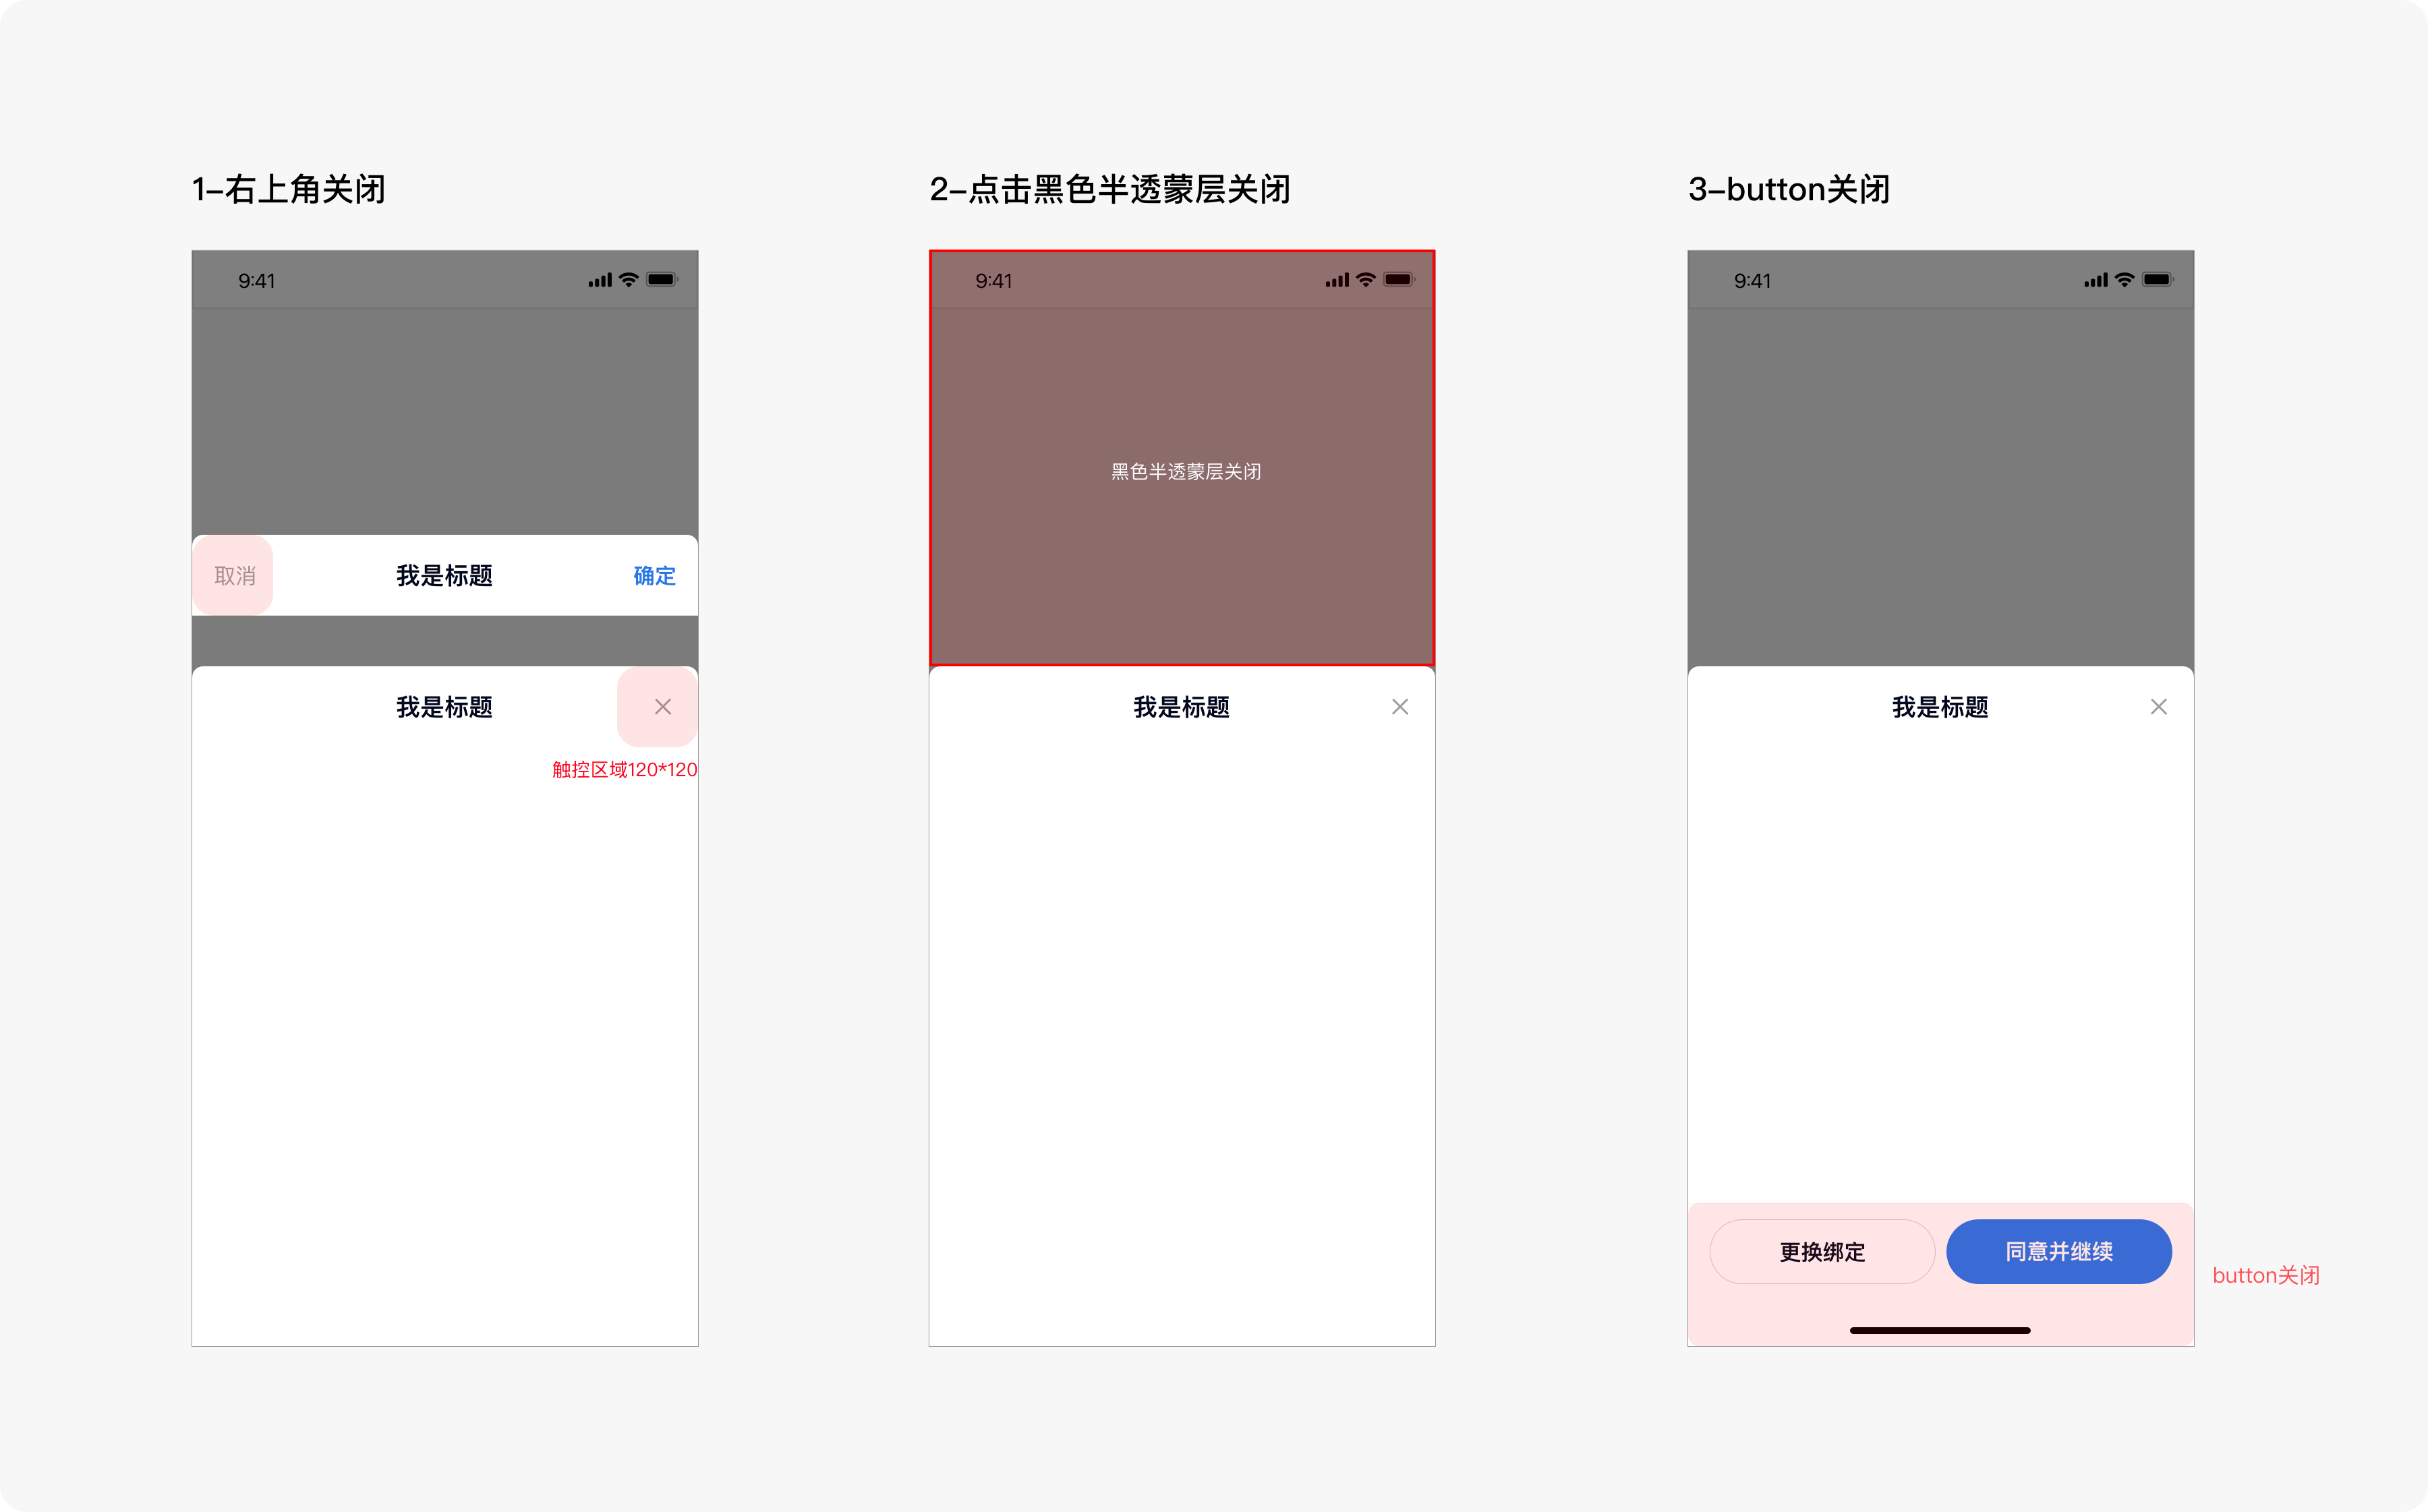 1-右上角关闭
9:41
取消 我是标题 确定
我是标题
触控区域120*120
2-点击黑色半透蒙层关闭
9:41
黑色半透蒙层关闭
我是标题
3-button关闭
9:41
我是标题
更换绑定 同意并继续
button关闭